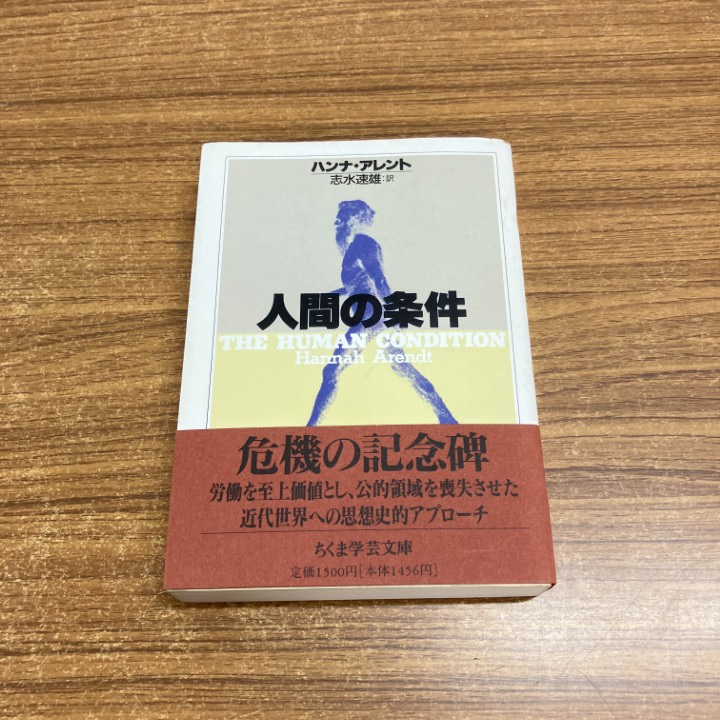 ハンナ・アレント
志水速雄:訳
人間の条件
THE HUMAN CONDITION
Hannah Arendt
危機の記念碑
労働を至上価値とし、公的領域を喪失させた
近代世界への思想史的アプローチ
ちくま学芸文庫
定価1500円[本体1456円]